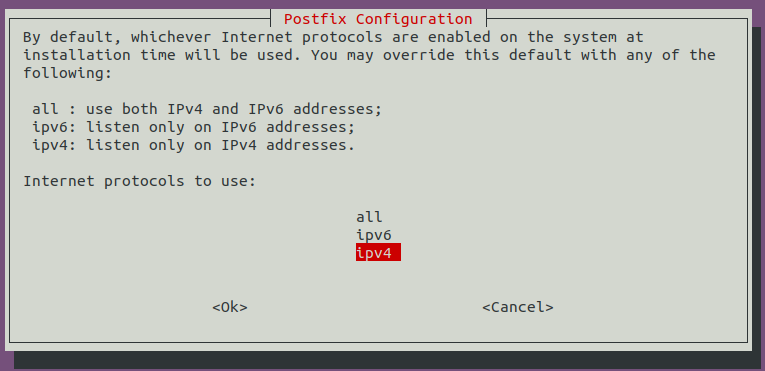 Postfix Configuration
By default, whichever Internet protocols are enabled on the system at
installation time will be used. You may override this default with any of the
following:
all : use both IPv4 and IPv6 addresses;
ipv6: listen only on IPv6 addresses;
ipv4: listen only on IPv4 addresses.
Internet protocols to use:
all
ipv6
ipv4
<Ok> <Cancel>